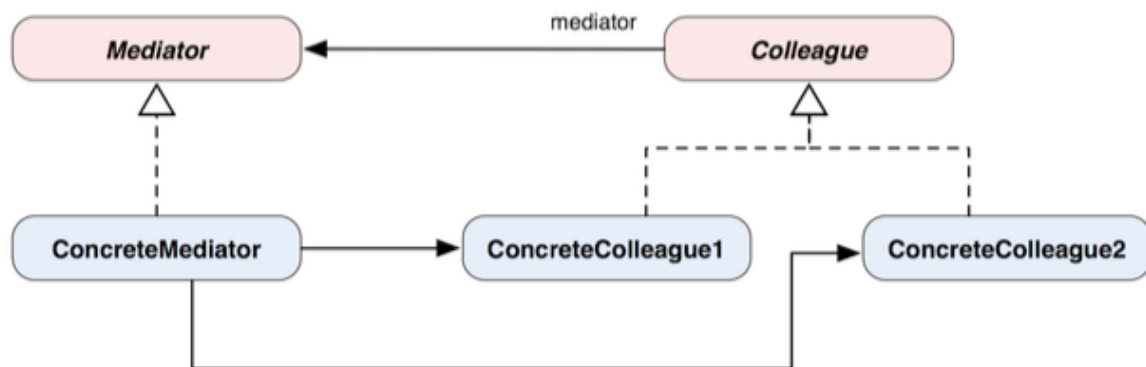 mediator
Mediator
Colleague
ConcreteMediator
ConcreteColleague1
ConcreteColleague2